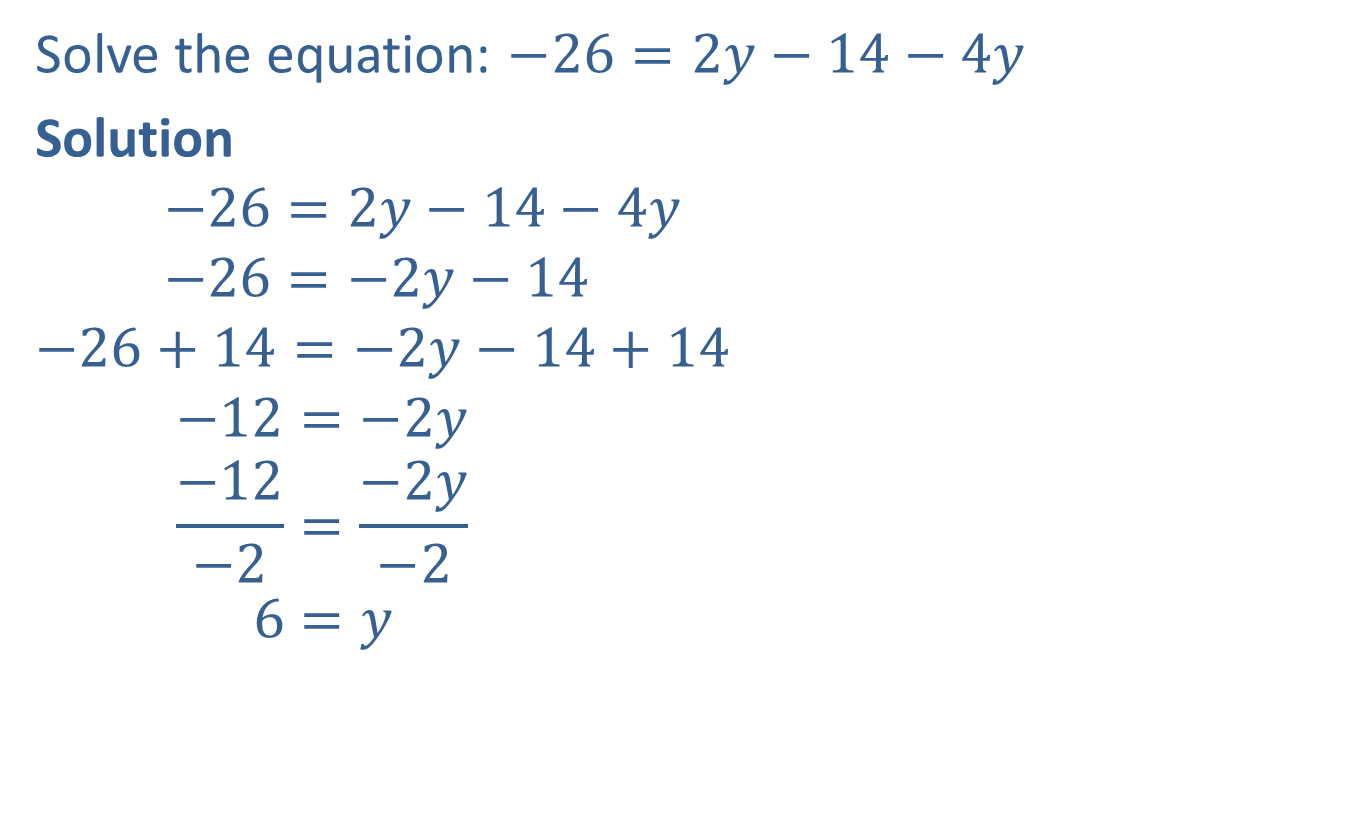 Solve the equation: −26 = 2y − 14 − 4y
Solution
−26 = 2y − 14 − 4y
−26 = −2y − 14
−26 + 14 = −2y − 14 + 14
−12 = −2y
−12/−2 = −2y/−2
6 = y